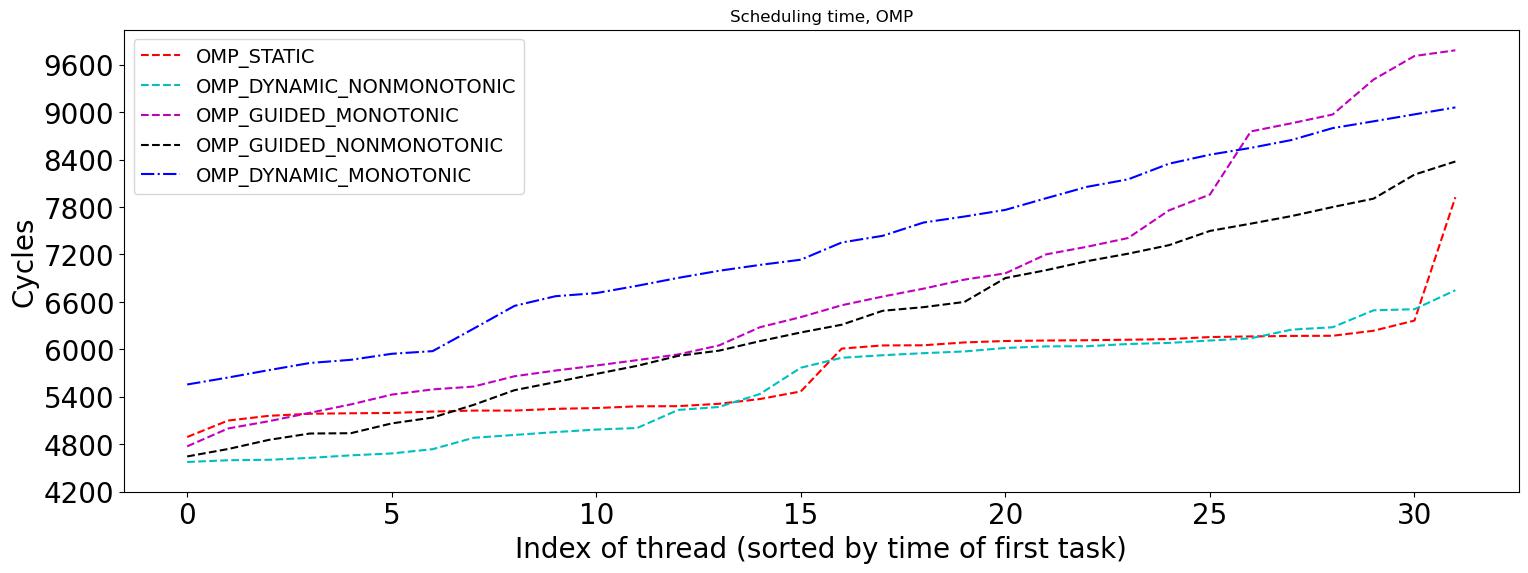 Scheduling time, OMP
OMP_STATIC
OMP_DYNAMIC_NONMONOTONIC
OMP_GUIDED_MONOTONIC
OMP_GUIDED_NONMONOTONIC
OMP_DYNAMIC_MONOTONIC
Cycles
9600
9000
8400
7800
7200
6600
6000
5400
4800
4200
0 5 10 15 20 25 30
Index of thread (sorted by time of first task)